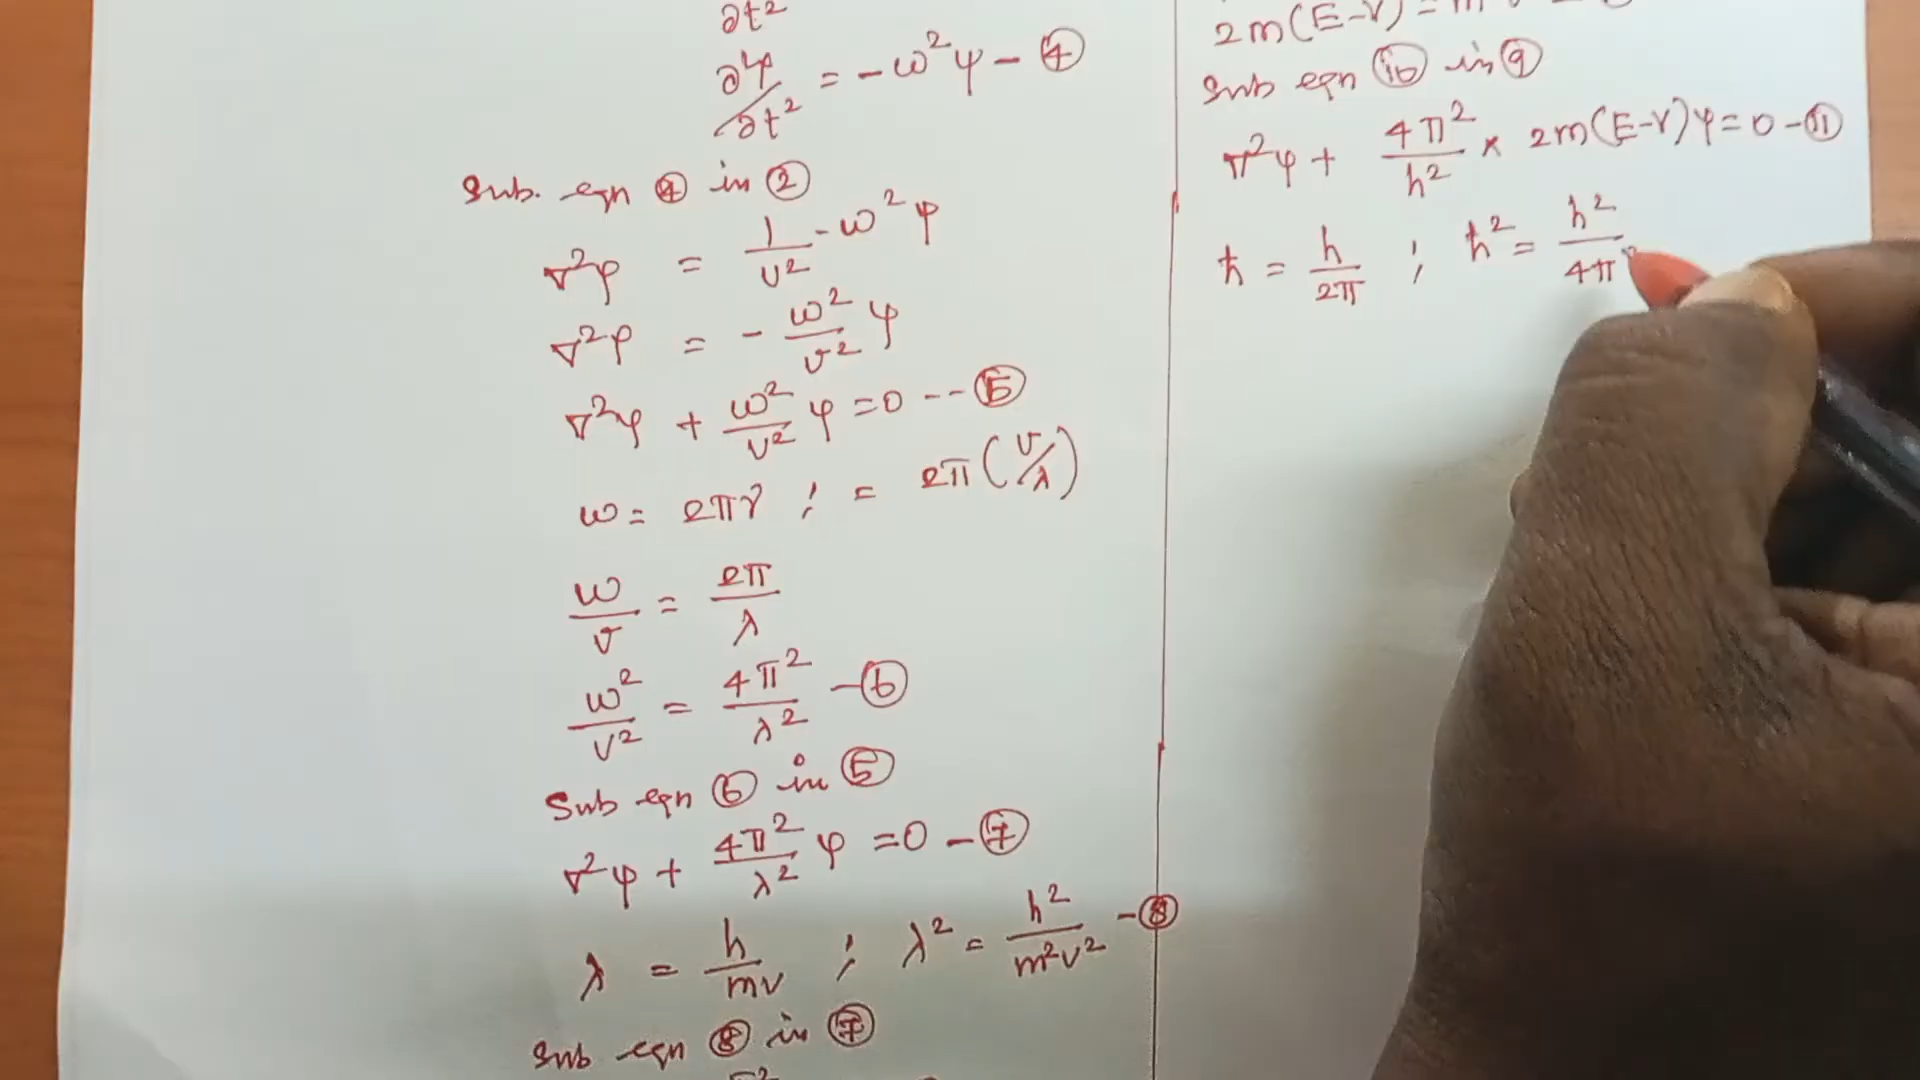 ∂t²
∂²ψ/∂t² = -ω²ψ - ④
Sub. eqn ④ in ②
∇²ψ = 1/v² - ω²ψ
∇²ψ = - ω²/v² ψ
∇²ψ + ω²/v² ψ = 0 -- ⑤
ω = 2πν ; = 2π(v/λ)
ω/v = 2π/λ
ω²/v² = 4π²/λ² - ⑥
Sub eqn ⑥ in ⑤
∇²ψ + 4π²/λ² ψ = 0 - ⑦
λ = h/mv ; λ² = h²/m²v² - ⑧
Sub eqn ⑧ in ⑦
2m(E-V) =
Sub eqn ⑩ in ⑨
∇²ψ + 4π²/h² × 2m(E-V)ψ = 0 - ⑪
ħ = h/2π ; ħ² = h²/4π²